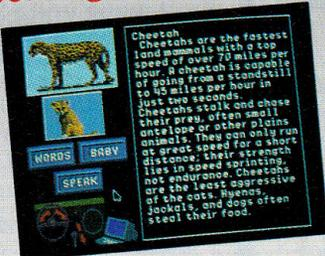 Cheetah
Cheetahs are the fastest
land mammals with a top
speed of over 70 miles per
hour. A cheetah is capable
of going from a standstill
to 45 miles per hour in
just two seconds.
Cheetahs stalk and chase
their prey, often small
antelope or other plains
animals. They can only run
at great speed for a short
distance; their strength
lies in speed sprinting,
not endurance. Cheetahs
are the least aggressive
of the cats. Hyenas,
jackals, and dogs often
steal their food.
WORDS
BABY
SPEAK